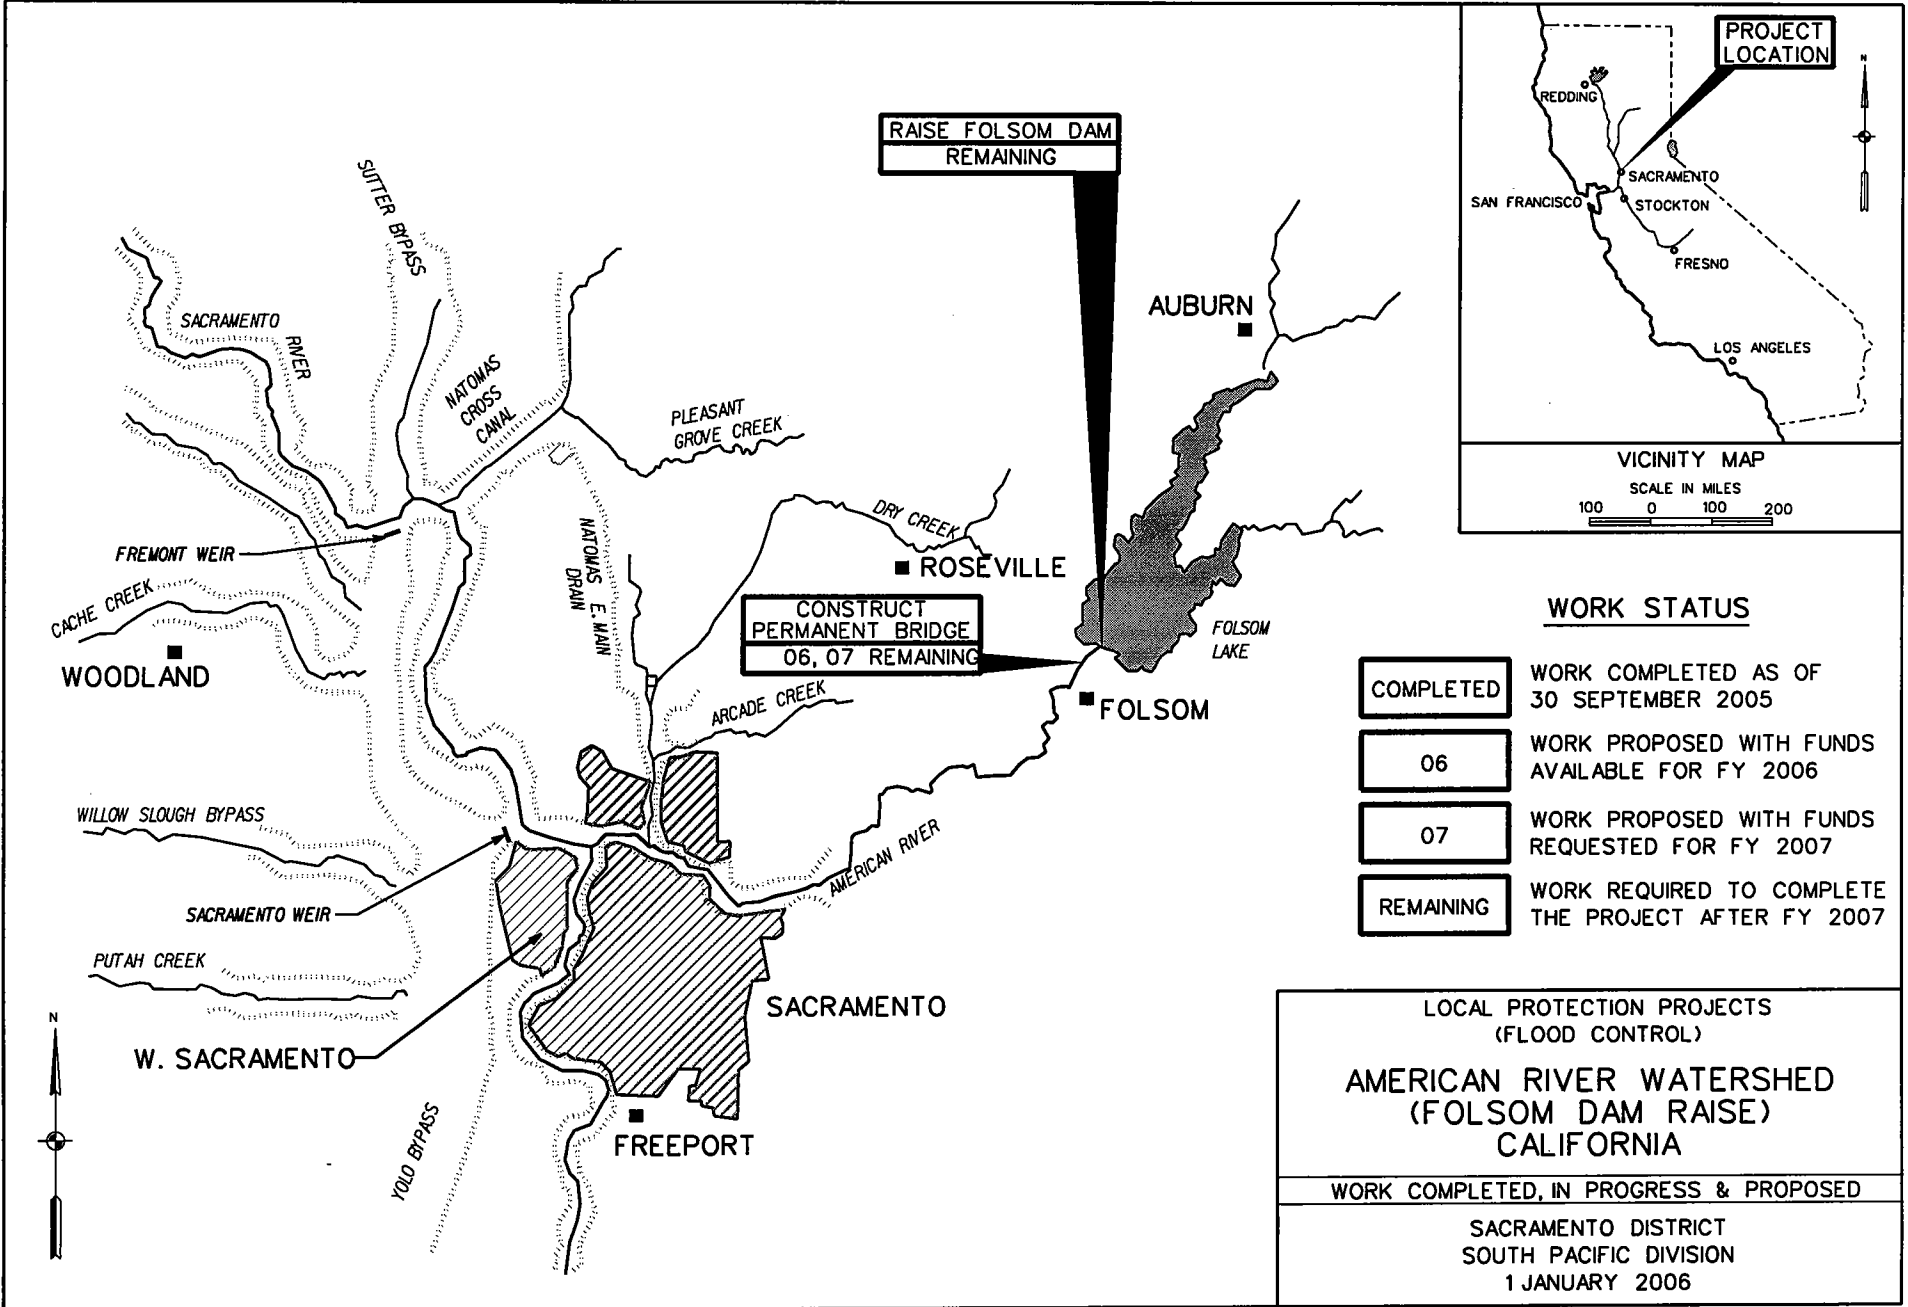 PROJECT
LOCATION
N
REDDING
SACRAMENTO
SAN FRANCISCO
STOCKTON
FRESNO
LOS ANGELES
VICINITY MAP
SCALE IN MILES
100 0 100 200
RAISE FOLSOM DAM
REMAINING
SUTTER BYPASS
SACRAMENTO
RIVER
NATOMAS
CROSS
CANAL
PLEASANT
GROVE CREEK
AUBURN
DRY CREEK
FREMONT WEIR
NATOMAS E. MAIN
DRAIN
ROSEVILLE
CACHE CREEK
WOODLAND
CONSTRUCT
PERMANENT BRIDGE
06, 07 REMAINING
FOLSOM
LAKE
ARCADE CREEK
FOLSOM
WILLOW SLOUGH BYPASS
AMERICAN RIVER
SACRAMENTO WEIR
PUTAH CREEK
SACRAMENTO
W. SACRAMENTO
N
YOLO BYPASS
FREEPORT
WORK STATUS
COMPLETED
WORK COMPLETED AS OF
30 SEPTEMBER 2005
06
WORK PROPOSED WITH FUNDS
AVAILABLE FOR FY 2006
07
WORK PROPOSED WITH FUNDS
REQUESTED FOR FY 2007
REMAINING
WORK REQUIRED TO COMPLETE
THE PROJECT AFTER FY 2007
LOCAL PROTECTION PROJECTS
(FLOOD CONTROL)
AMERICAN RIVER WATERSHED
(FOLSOM DAM RAISE)
CALIFORNIA
WORK COMPLETED, IN PROGRESS & PROPOSED
SACRAMENTO DISTRICT
SOUTH PACIFIC DIVISION
1 JANUARY 2006